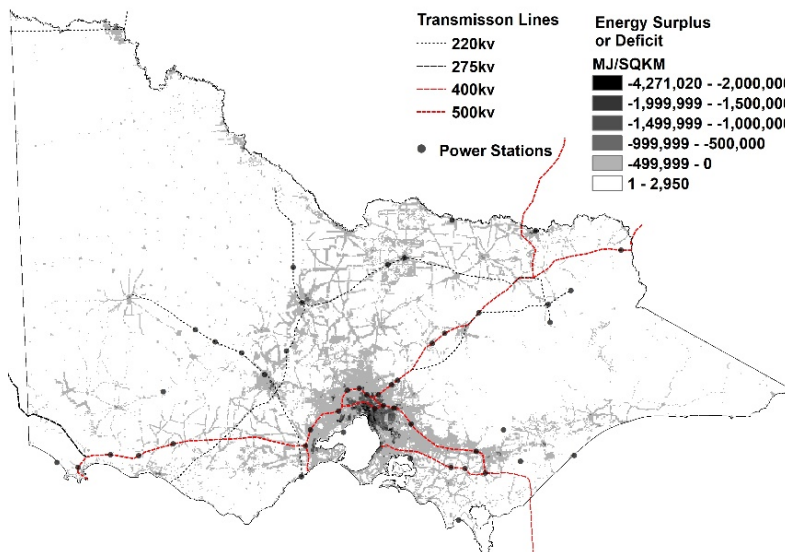 Transmisson Lines
220kv
275kv
400kv
500kv
Power Stations
Energy Surplus
or Deficit
MJ/SQKM
-4,271,020 - -2,000,000
-1,999,999 - -1,500,000
-1,499,999 - -1,000,000
-999,999 - -500,000
-499,999 - 0
1 - 2,950